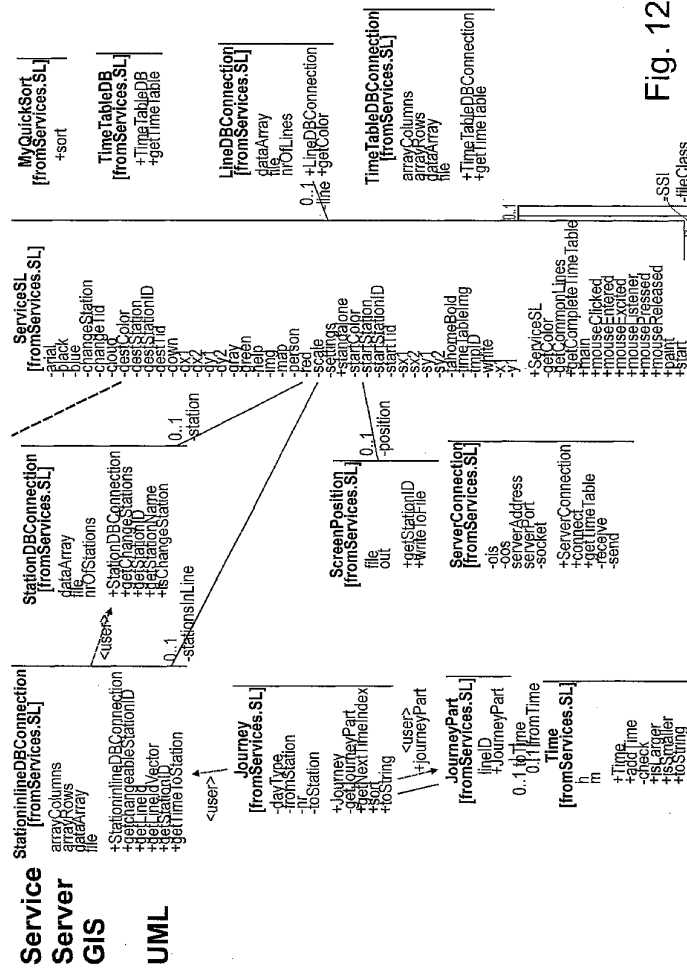 Service
Server
GIS
UML
StationinlineDBConnection
[fromServices.SL]
arrayColumns
arrayRows
dataArray
file
+StationinlineDBConnection
+getchangeableStationID
+getLineID
+getLineIdVector
+getStationID
+getTimeToStation
<user>
StationDBConnection
[fromServices.SL]
dataArray
file
nrOfStations
+StationDBConnection
+getChangeStations
+getStationID
+getStationName
+isChangeStation
0..1
-stationsInLine
0..1
-station
ServiceSL
[fromServices.SL]
-arial
-black
-blue
-changeStation
-changeTid
-cloud
-destColor
-destStation
-destStationID
-destTid
-down
-dx1
-dx2
-dy1
-dy2
-gray
-green
-help
-img
-map
-person
-red
-scale
-settings
+standalone
-startColor
-startStation
-startStationID
-startTid
-sx1
-sx2
-sy1
-sy2
-tahomeBold
-timeTableImg
-tmpID
-white
-x1
-y1
+ServiceSL
-getColor
-getCommonLines
+getCompleteTimeTable
+main
+mouseClicked
+mouseEntered
+mouseExcited
+mouseListener
+mousePressed
+mouseReleased
+paint
+start
MyQuickSort
[fromServices.SL]
+sort
TimeTableDB
[fromServices.SL]
+TimeTableDB
+getTimeTable
LineDBConnection
[fromServices.SL]
dataArray
file
nrOfLines
0..1 +LineDBConnection
-line +getColor
TimeTableDBConnection
[fromServices.SL]
arrayColumns
arrayRows
dataArray
file
+TimeTableDBConnection
+getTimeTable
<user>
Journey
[fromServices.SL]
-dayType
-fromStation
-nr
-toStation
+Journey
-getJourneyPart
+getNextTimeIndex
+sort
+toString
<user>
+journeyPart
JourneyPart
[fromServices.SL]
lineID
+JourneyPart
0..1 toTime
0..1 fromTime
Time
[fromServices.SL]
h
m
+Time
+addTime
-check
+isLarger
+isSmaller
+toString
ScreenPosition
[fromServices.SL]
file
out
+getStationID
+writeToFile
0..1
-position
ServerConnection
[fromServices.SL]
-ois
-oos
serverAddress
serverPort
-socket
+ServerConnection
+connect
+getTimeTable
-receive
-send
0..1
-SSI
-fileClass
Fig. 12